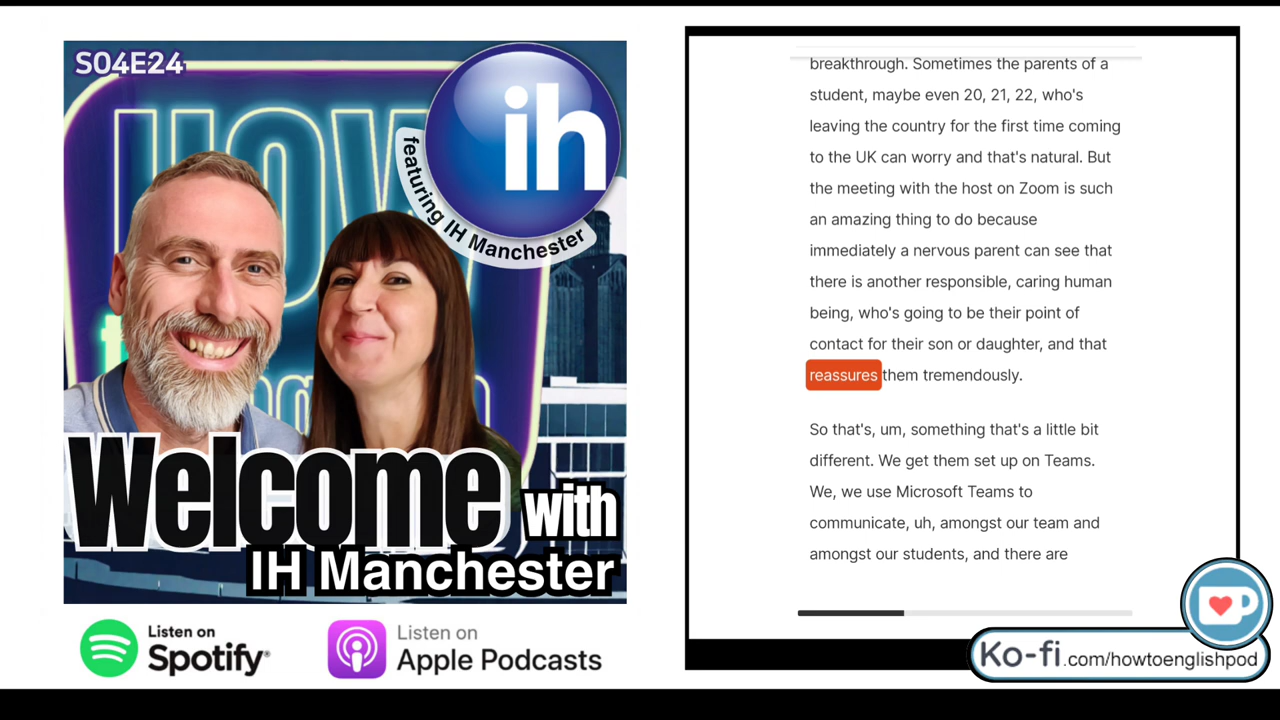 S04E24
ih
featuring IH Manchester
HOW
Welcome with
IH Manchester
Listen on
Spotify
Listen on
Apple Podcasts
breakthrough. Sometimes the parents of a
student, maybe even 20, 21, 22, who's
leaving the country for the first time coming
to the UK can worry and that's natural. But
the meeting with the host on Zoom is such
an amazing thing to do because
immediately a nervous parent can see that
there is another responsible, caring human
being, who's going to be their point of
contact for their son or daughter, and that
reassures them tremendously.
So that's, um, something that's a little bit
different. We get them set up on Teams.
We, we use Microsoft Teams to
communicate, uh, amongst our team and
amongst our students, and there are
Ko-fi.com/howtoenglishpod